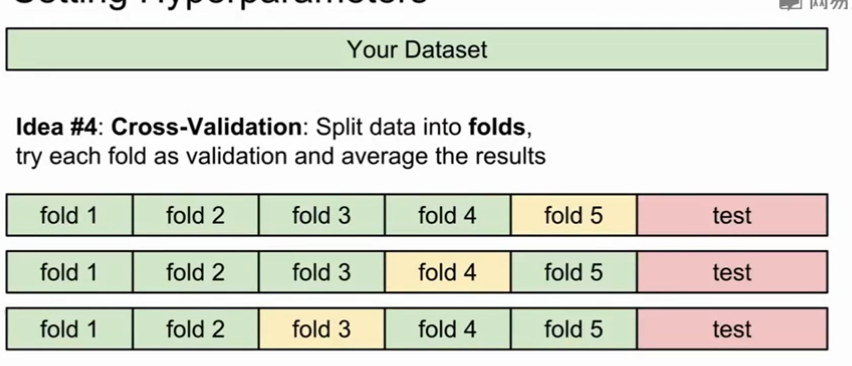 Setting Hyperparameters
网易
Your Dataset
Idea #4: Cross-Validation: Split data into folds,
try each fold as validation and average the results
fold 1 fold 2 fold 3 fold 4 fold 5 test
fold 1 fold 2 fold 3 fold 4 fold 5 test
fold 1 fold 2 fold 3 fold 4 fold 5 test